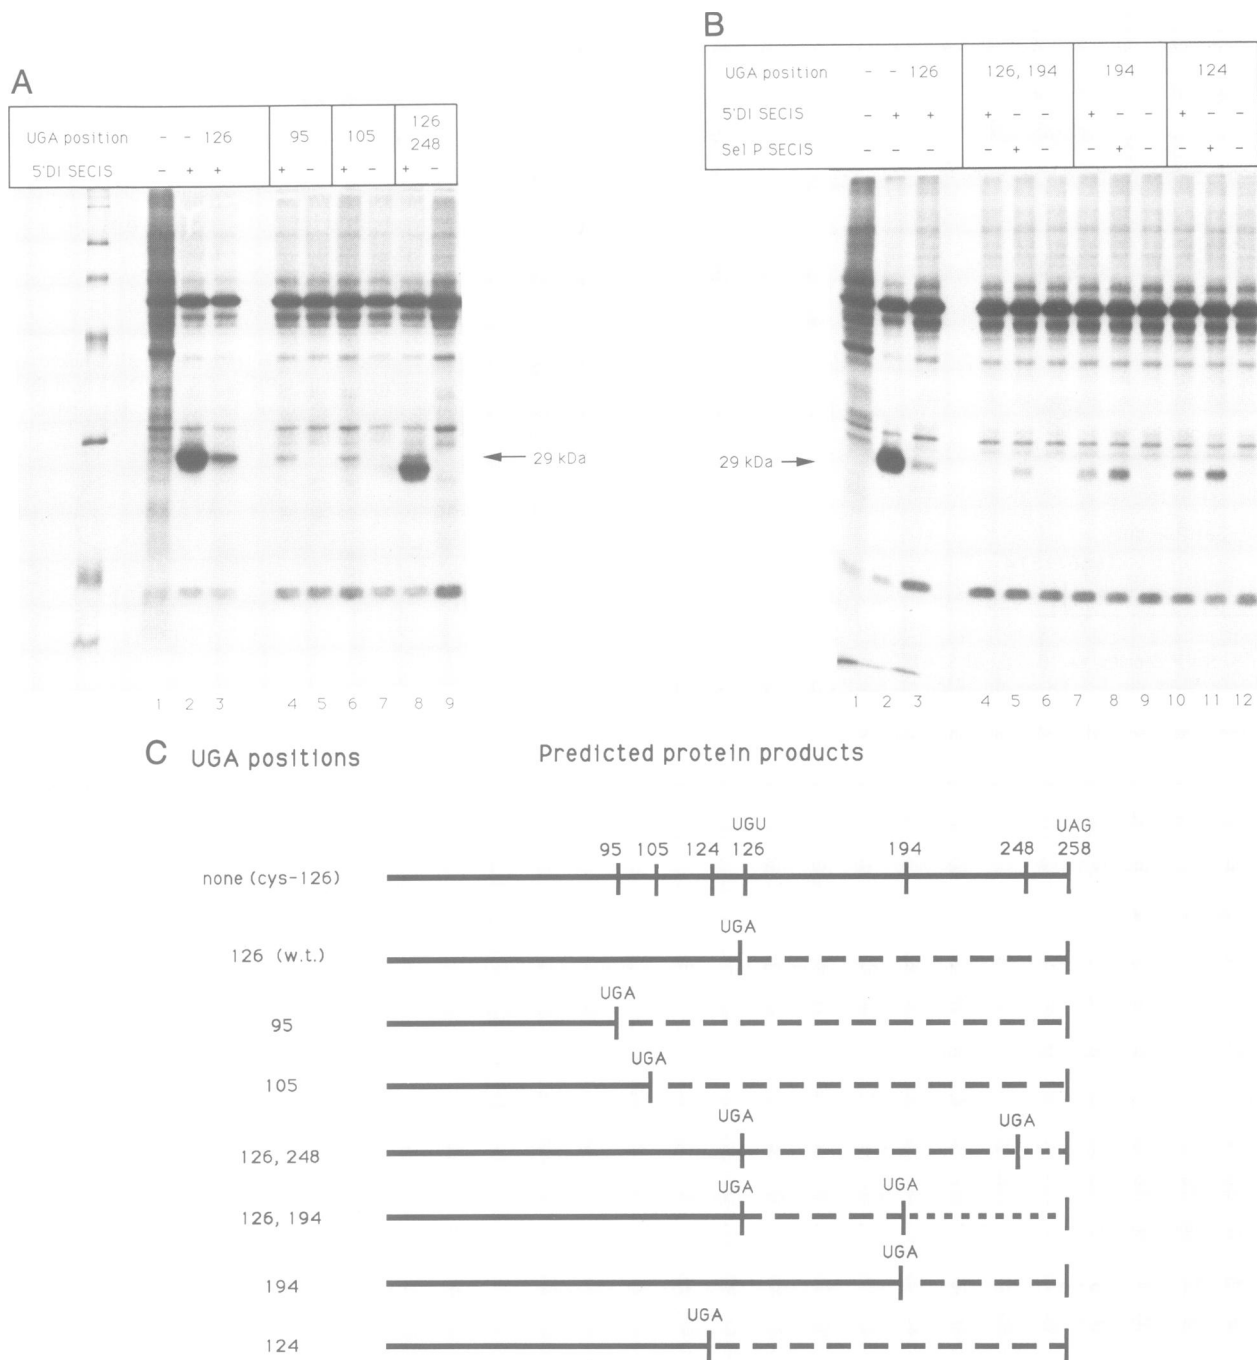 A
UGA position - - 126 95 105 126 248
5'DI SECIS - + + + - + - + -
29 kDa
1 2 3 4 5 6 7 8 9
B
UGA position - - 126 126, 194 194 124
5'DI SECIS - + + + - - + - - + - -
Sel P SECIS - - - - + - - + - - + -
29 kDa
1 2 3 4 5 6 7 8 9 10 11 12
C UGA positions Predicted protein products
UGU UAG
95 105 124 126 194 248 258
none (cys-126)
UGA
126 (w.t.)
UGA
95
UGA
105
UGA UGA
126, 248
UGA UGA
126, 194
UGA
194
UGA
124